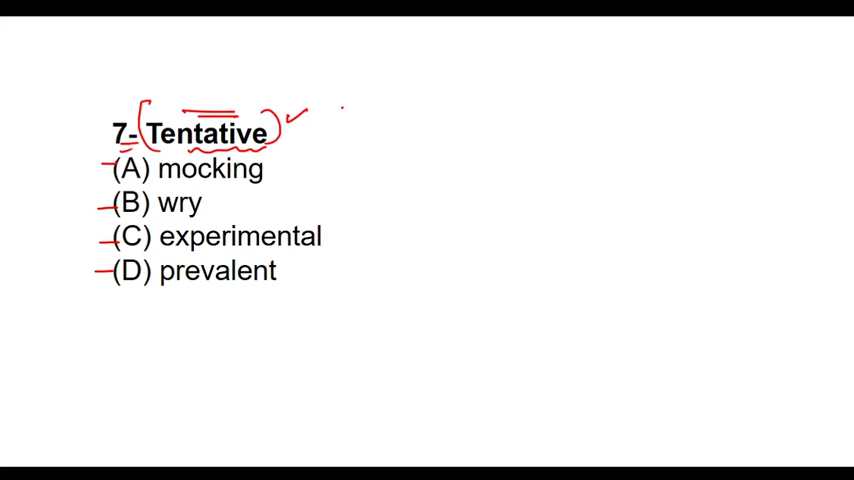 7- Tentative
(A) mocking
(B) wry
(C) experimental
(D) prevalent